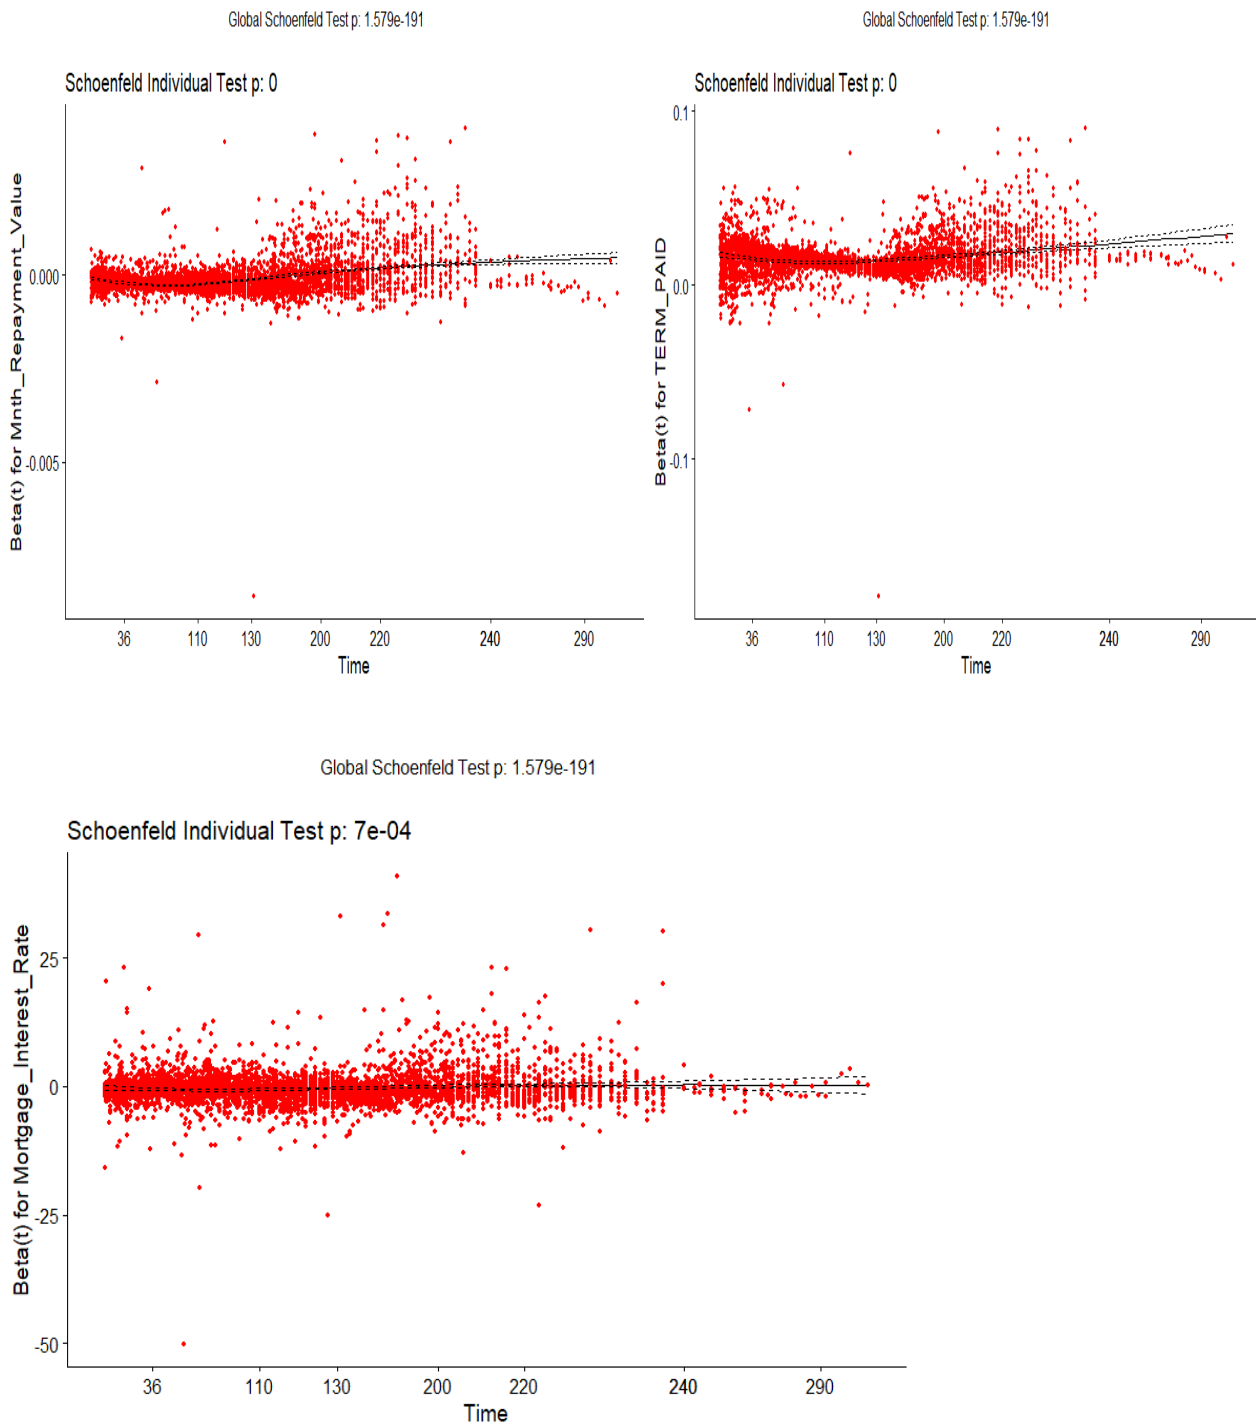 Global Schoenfeld Test p: 1.579e-191
Schoenfeld Individual Test p: 0
Beta(t) for Mnth_Repayment_Value
0.000
-0.005
36 110 130 200 220 240 290
Time
Global Schoenfeld Test p: 1.579e-191
Schoenfeld Individual Test p: 0
Beta(t) for TERM_PAID
0.1
0.0
-0.1
36 110 130 200 220 240 290
Time
Global Schoenfeld Test p: 1.579e-191
Schoenfeld Individual Test p: 7e-04
Beta(t) for Mortgage_Interest_Rate
25
0
-25
-50
36 110 130 200 220 240 290
Time